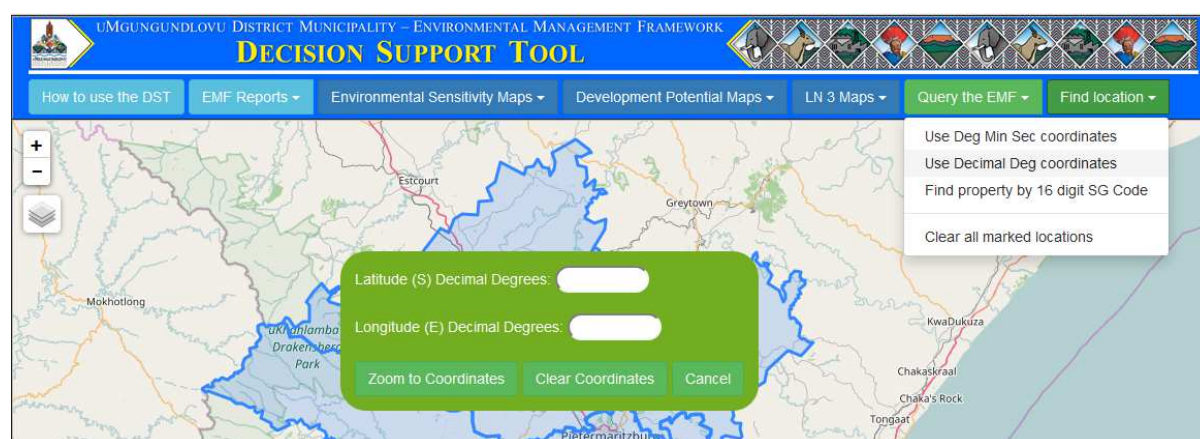 UMGUNGUNDLOVU DISTRICT MUNICIPALITY – ENVIRONMENTAL MANAGEMENT FRAMEWORK
DECISION SUPPORT TOOL
How to use the DST
EMF Reports
Environmental Sensitivity Maps
Development Potential Maps
LN 3 Maps
Query the EMF
Find location
Use Deg Min Sec coordinates
Use Decimal Deg coordinates
Find property by 16 digit SG Code
Clear all marked locations
+
−
Estcourt
Greytown
Mokhotlong
Park
Latitude (S) Decimal Degrees:
Longitude (E) Decimal Degrees:
Zoom to Coordinates
Clear Coordinates
Cancel
KwaDukuza
Chakaskraal
Chaka's Rock
Tongaat